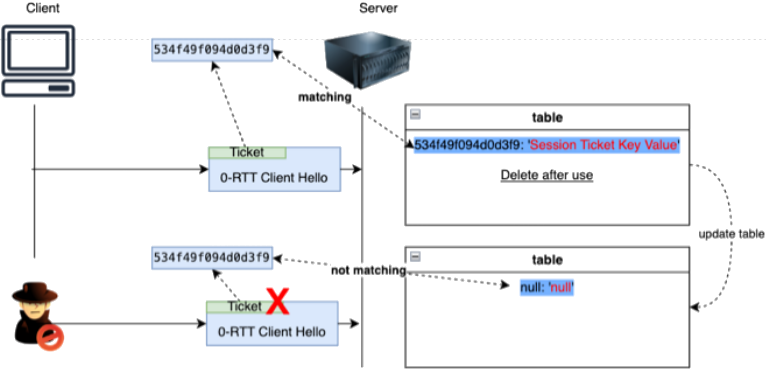 Client
Server
534f49f094d0d3f9
matching
table
534f49f094d0d3f9: 'Session Ticket Key Value'
Delete after use
Ticket
0-RTT Client Hello
update table
534f49f094d0d3f9
not matching
table
null: 'null'
Ticket
X
0-RTT Client Hello